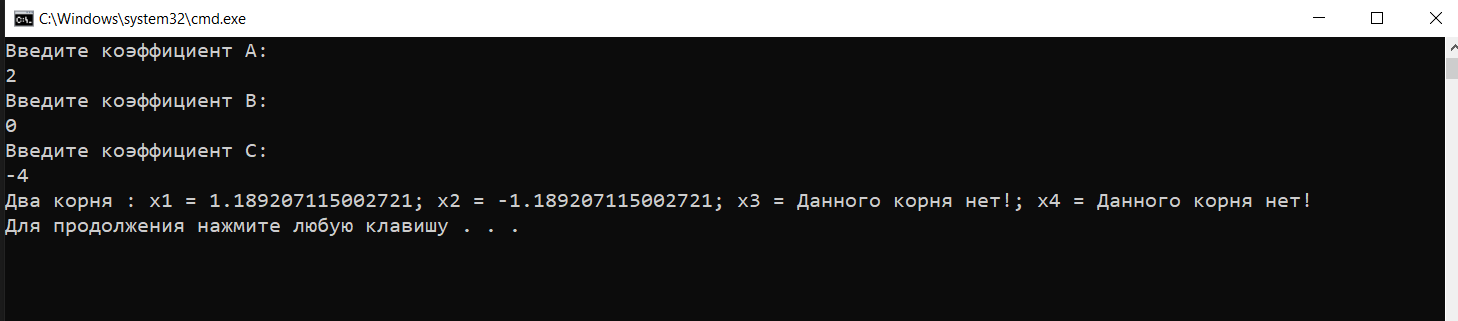 C:\Windows\system32\cmd.exe
Введите коэффициент A:
2
Введите коэффициент B:
0
Введите коэффициент C:
-4
Два корня : x1 = 1.189207115002721; x2 = -1.189207115002721; x3 = Данного корня нет!; x4 = Данного корня нет!
Для продолжения нажмите любую клавишу . . .